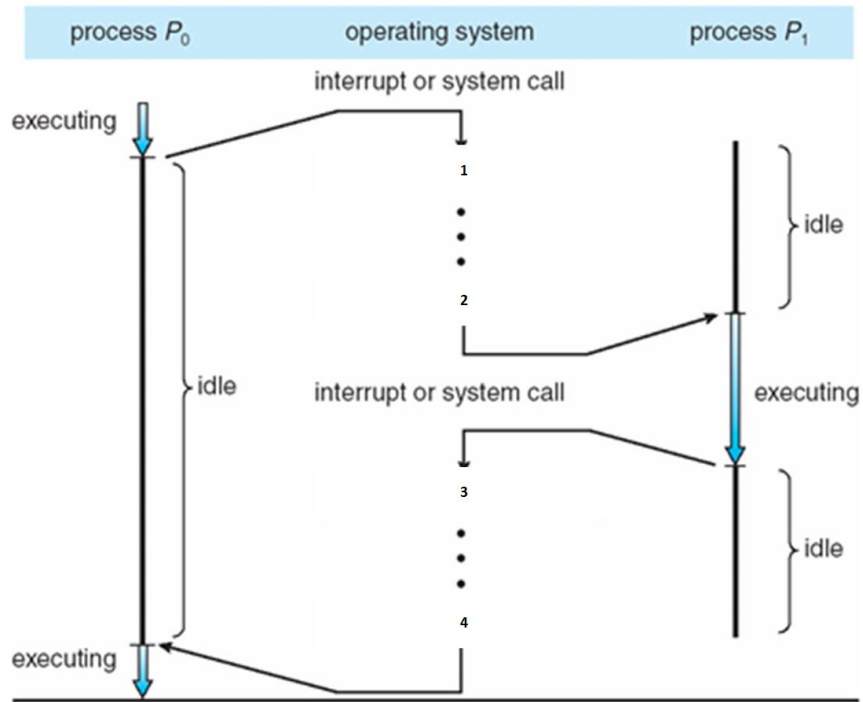 process P0 operating system process P1
interrupt or system call
executing
1
idle
2
idle
interrupt or system call
executing
3
idle
4
executing